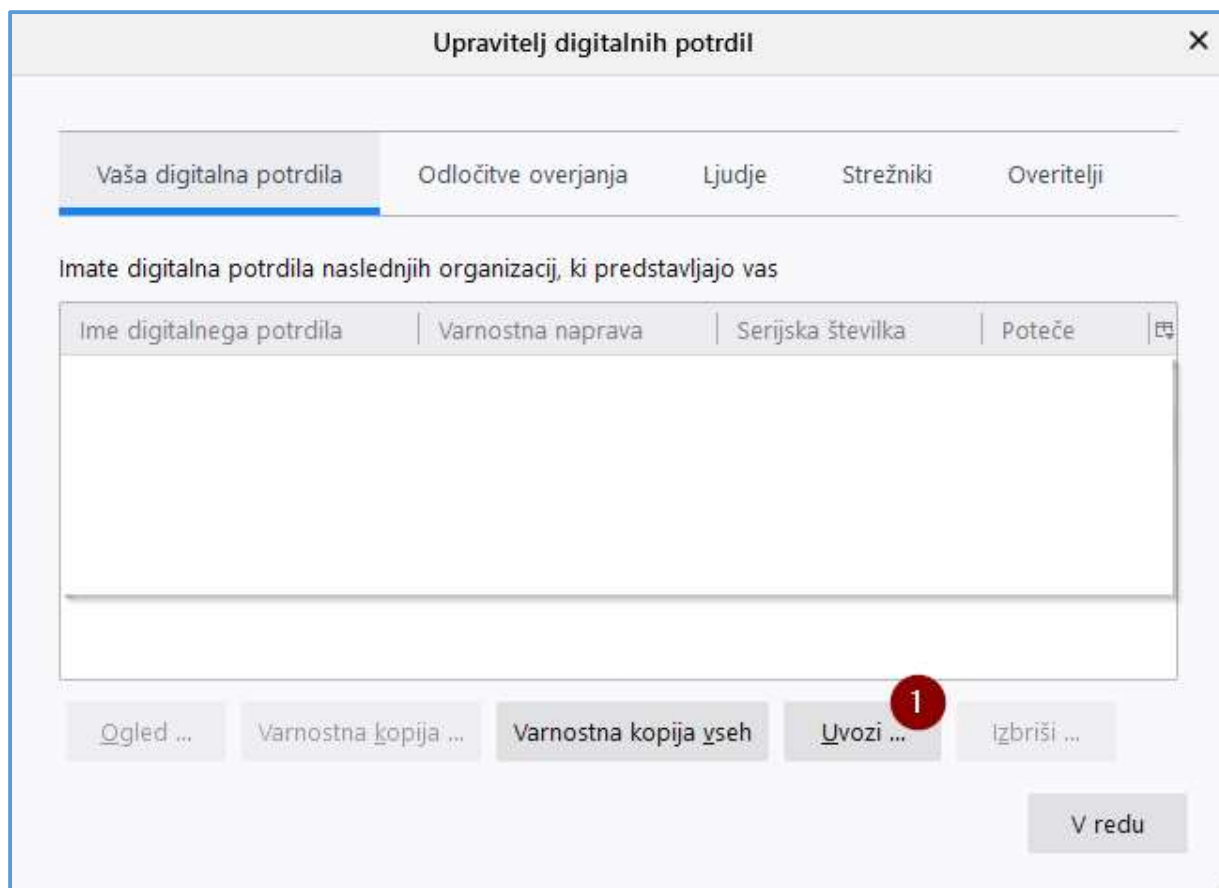 Upravitelj digitalnih potrdil
Vaša digitalna potrdila Odločitve overjanja Ljudje Strežniki Overitelji
Imate digitalna potrdila naslednjih organizacij, ki predstavljajo vas
Ime digitalnega potrdila Varnostna naprava Serijska številka Poteče
1
Ogled ... Varnostna kopija ... Varnostna kopija vseh Uvozi ... Izbriši ...
V redu